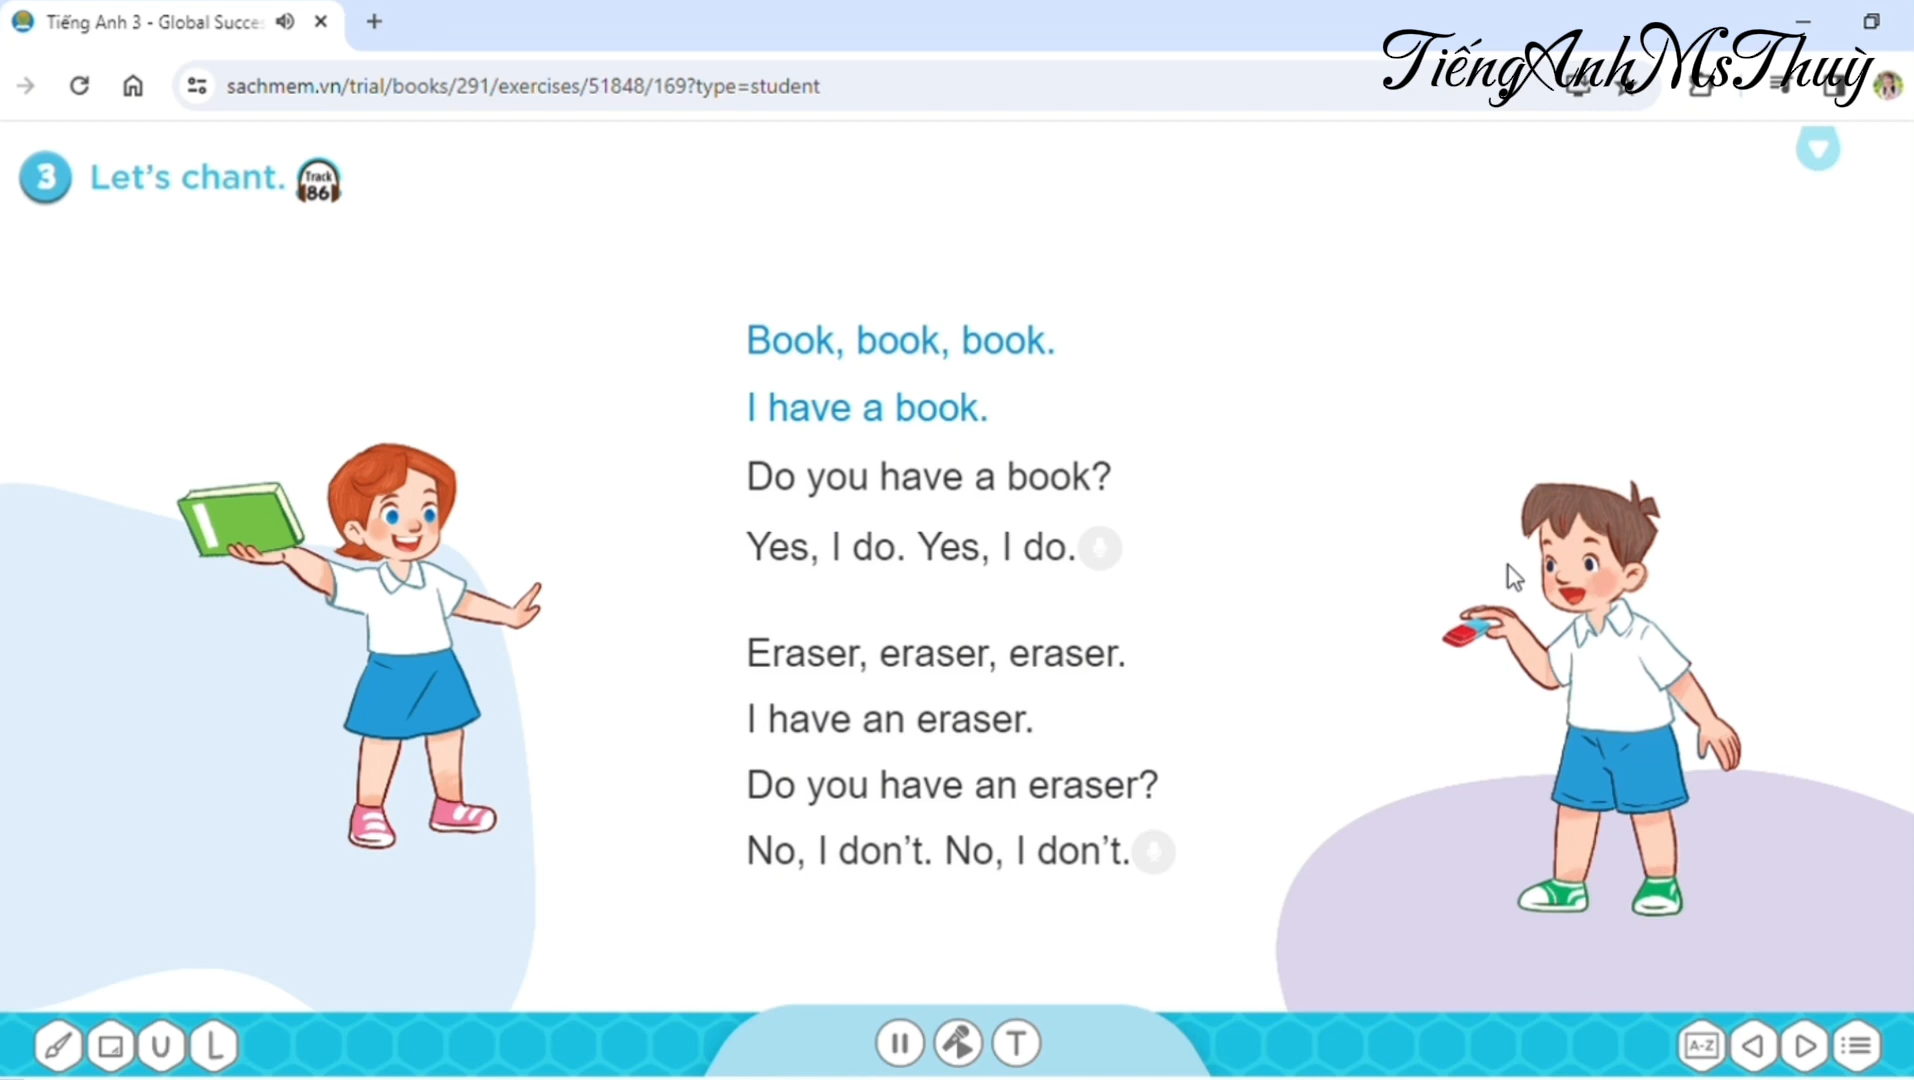 Tiếng Anh 3 - Global Succes
TiếngAnhMsThuỳ
sachmem.vn/trial/books/291/exercises/51848/169?type=student
3 Let's chant. Track 86
Book, book, book.
I have a book.
Do you have a book?
Yes, I do. Yes, I do.
Eraser, eraser, eraser.
I have an eraser.
Do you have an eraser?
No, I don't. No, I don't.
U L T A-Z